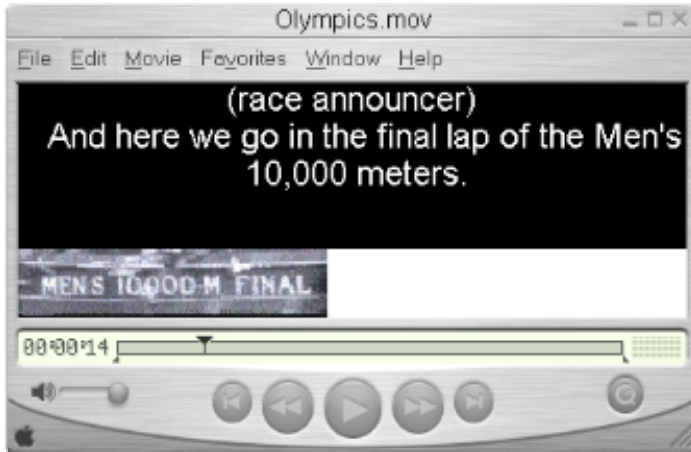 Olympics.mov
File Edit Movie Favorites Window Help
(race announcer)
And here we go in the final lap of the Men's
10,000 meters.
MENS 10000-M FINAL
00:00:14